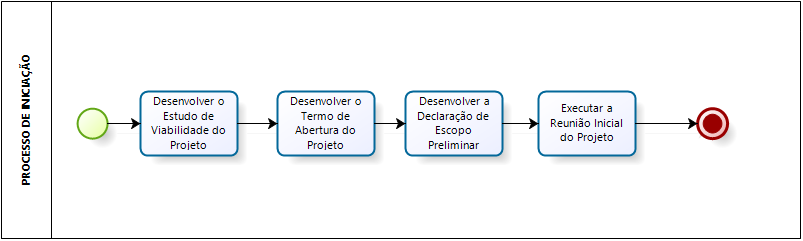 PROCESSO DE INICIAÇÃO
Desenvolver o
Estudo de
Viabilidade do
Projeto
Desenvolver o
Termo de
Abertura do
Projeto
Desenvolver a
Declaração de
Escopo
Preliminar
Executar a
Reunião Inicial
do Projeto